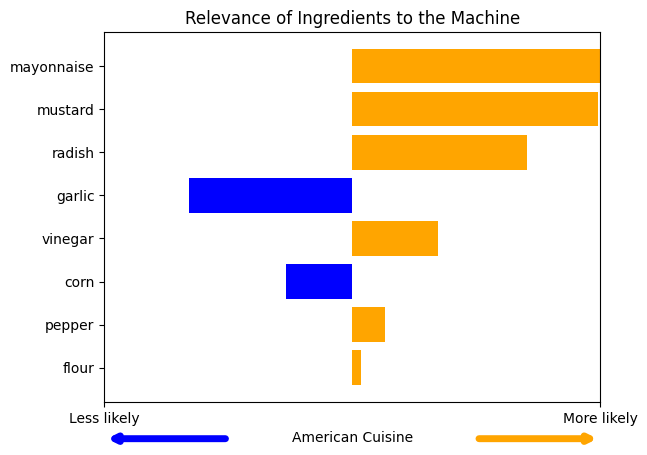 Relevance of Ingredients to the Machine
mayonnaise
mustard
radish
garlic
vinegar
corn
pepper
flour
Less likely
More likely
American Cuisine